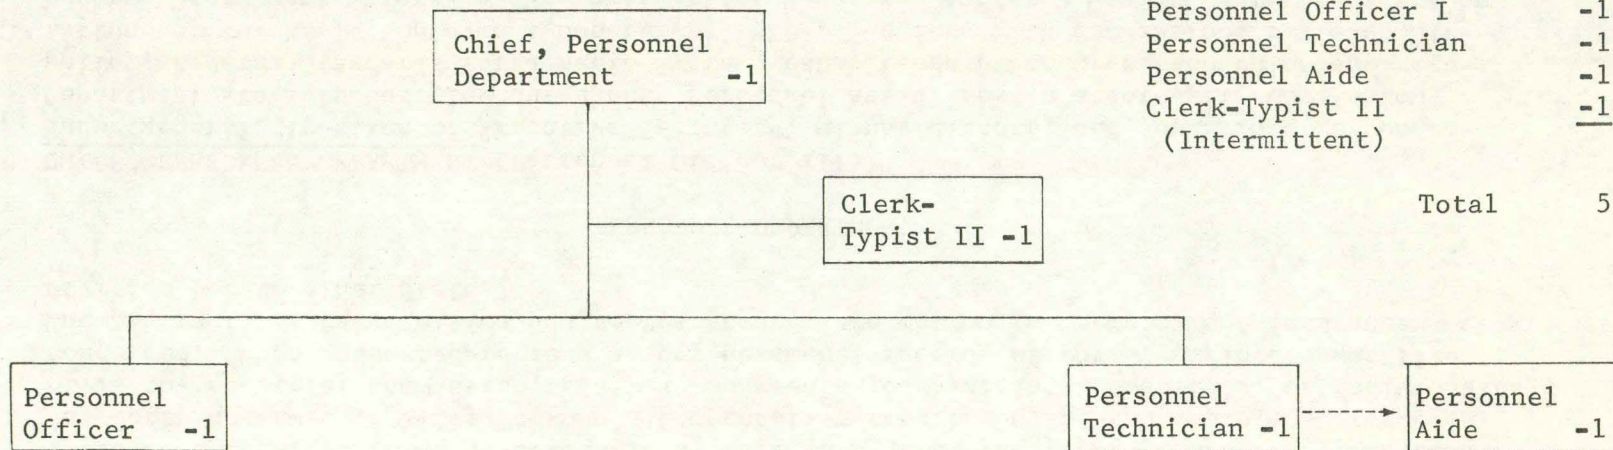 Personnel Officer I -1
Personnel Technician -1
Personnel Aide -1
Clerk-Typist II -1
(Intermittent)
Total 5
Chief, Personnel
Department -1
Clerk-
Typist II -1
Personnel
Officer -1
Personnel
Technician -1
Personnel
Aide -1